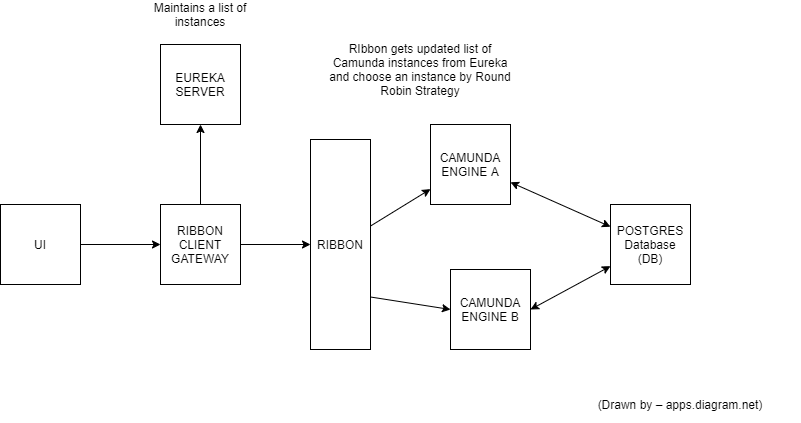 Maintains a list of
instances
RIbbon gets updated list of
Camunda instances from Eureka
and choose an instance by Round
Robin Strategy
EUREKA
SERVER
CAMUNDA
ENGINE A
UI
RIBBON
CLIENT
GATEWAY
RIBBON
POSTGRES
Database
(DB)
CAMUNDA
ENGINE B
(Drawn by – apps.diagram.net)